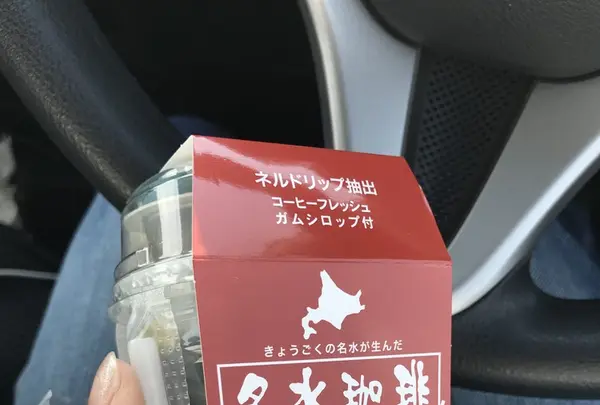 ネルドリップ抽出
コーヒーフレッシュ
ガムシロップ付
きょうごくの名水が生んだ
名水珈琲